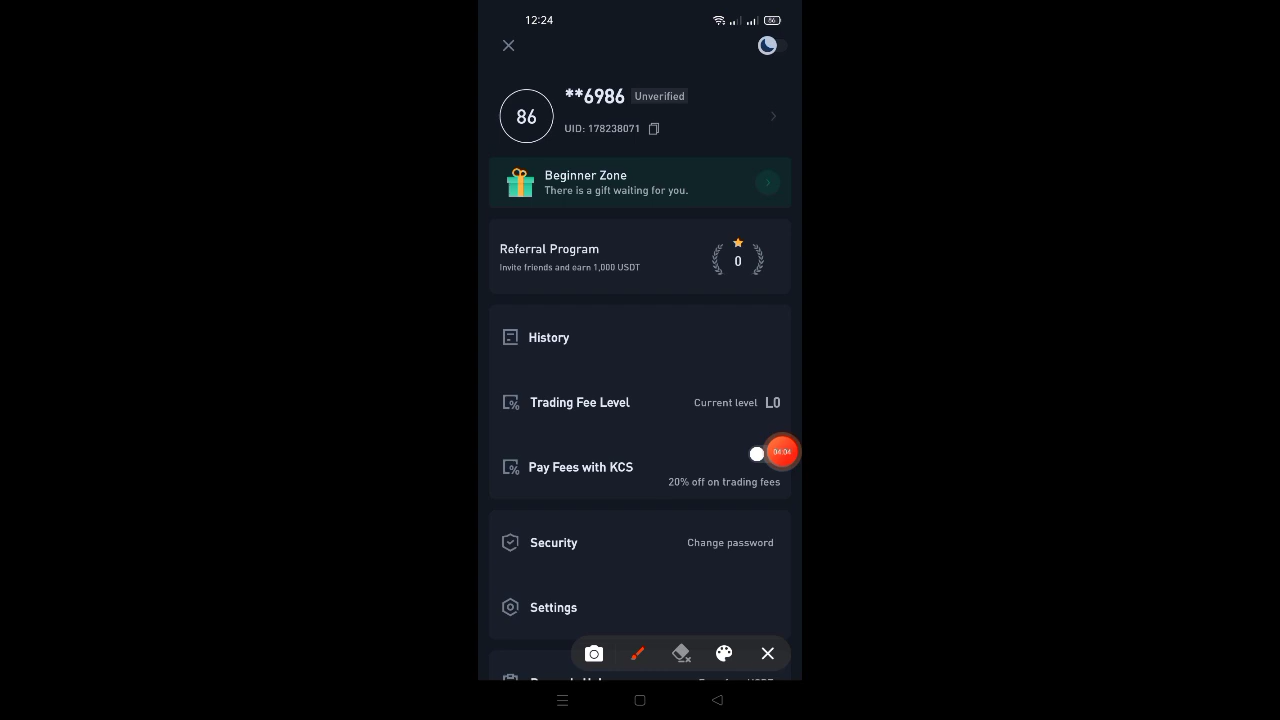 12:24
86
**6986 Unverified
86
UID: 178238071
Beginner Zone
There is a gift waiting for you.
Referral Program
Invite friends and earn 1,000 USDT
0
History
Trading Fee Level
Current level L0
04:04
Pay Fees with KCS
20% off on trading fees
Security
Change password
Settings